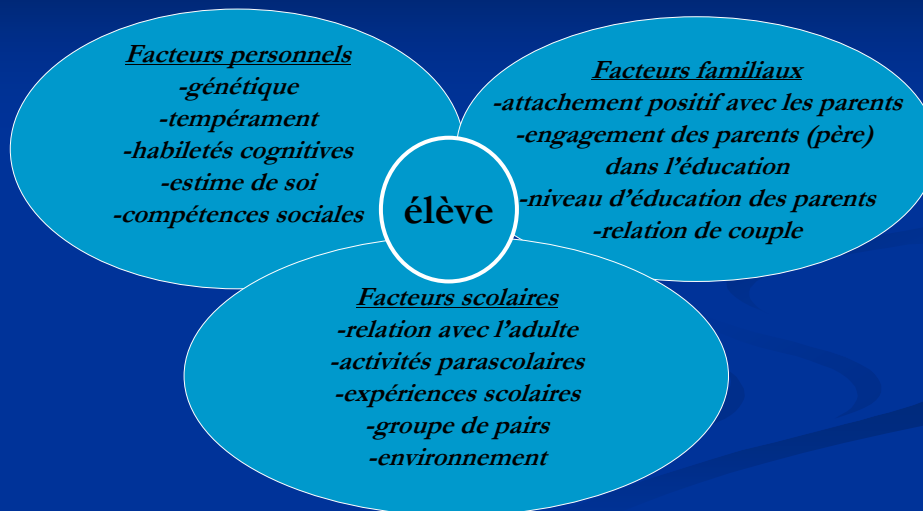 Facteurs personnels
-génétique
-tempérament
-habiletés cognitives
-estime de soi
-compétences sociales
Facteurs familiaux
-attachement positif avec les parents
-engagement des parents (père)
dans l'éducation
-niveau d'éducation des parents
-relation de couple
élève
Facteurs scolaires
-relation avec l'adulte
-activités parascolaires
-expériences scolaires
-groupe de pairs
-environnement